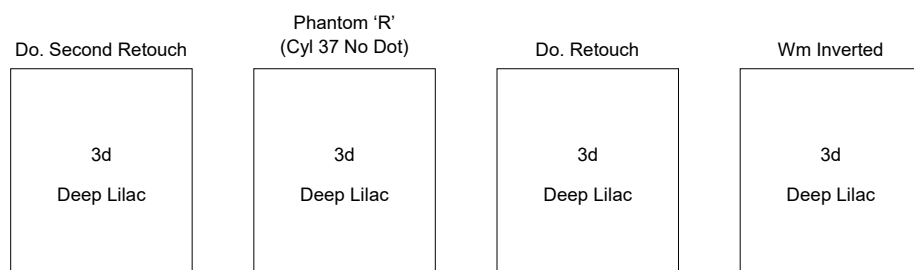 Do. Second Retouch
Phantom ‘R’
(Cyl 37 No Dot)
Do. Retouch
Wm Inverted
3d
Deep Lilac
3d
Deep Lilac
3d
Deep Lilac
3d
Deep Lilac